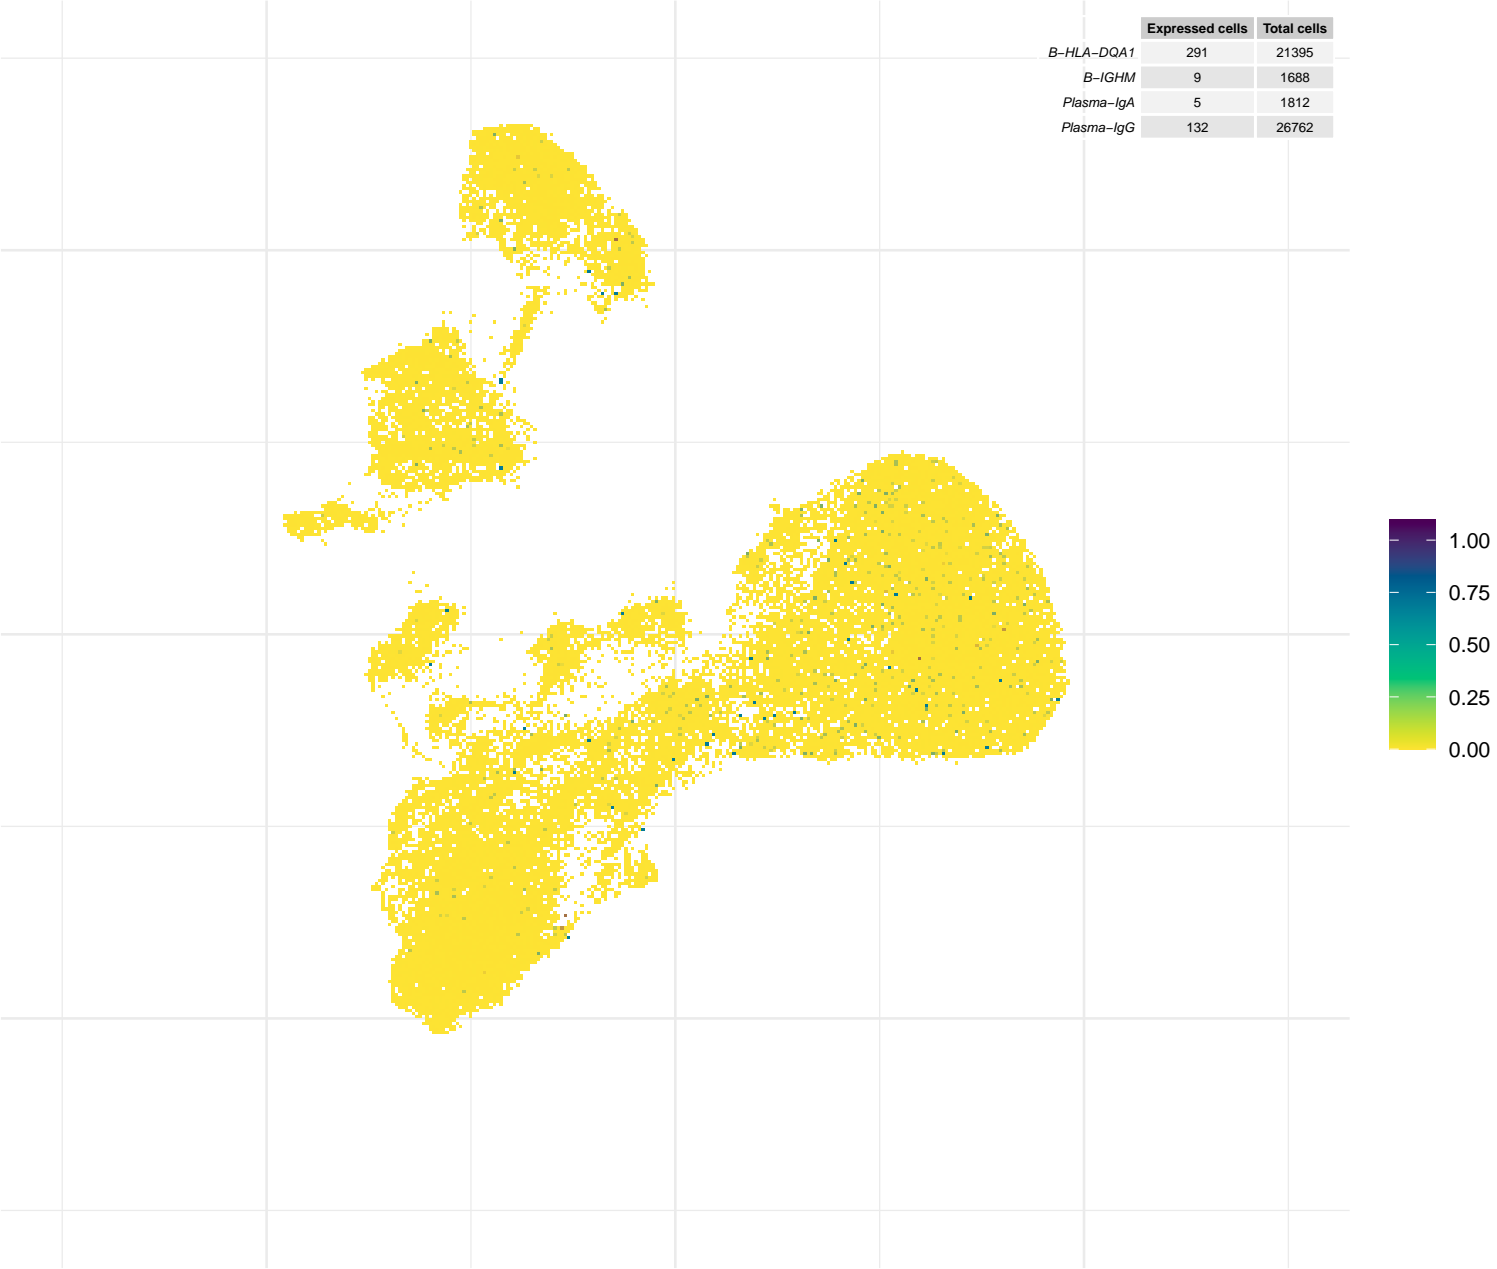 Expressed cells Total cells
B−HLA−DQA1 291 21395
B−IGHM 9 1688
Plasma−IgA 5 1812
Plasma−IgG 132 26762
1.00
0.75
0.50
0.25
0.00